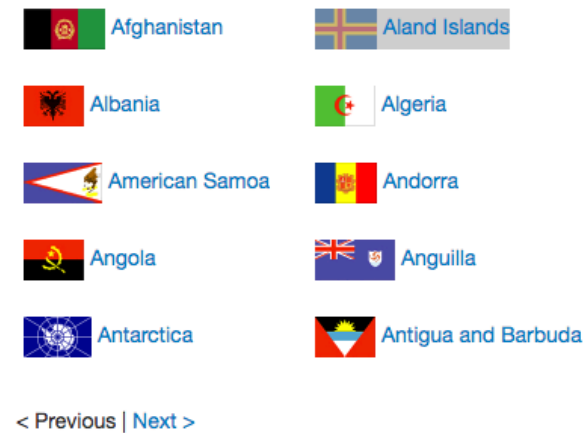 Afghanistan Aland Islands
Albania Algeria
American Samoa Andorra
Angola Anguilla
Antarctica Antigua and Barbuda
< Previous | Next >